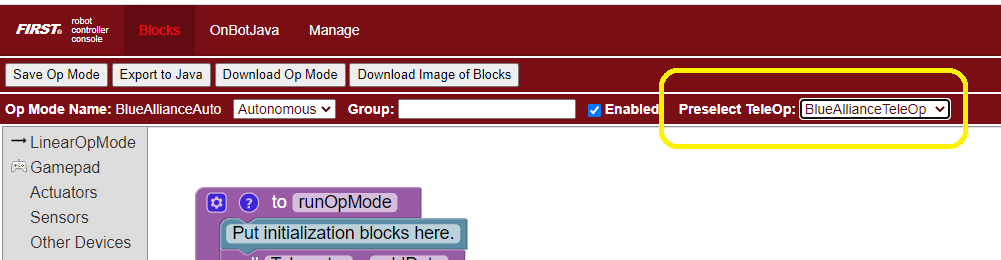 FIRST® robot controller console Blocks OnBotJava Manage
Save Op Mode Export to Java Download Op Mode Download Image of Blocks
Op Mode Name: BlueAllianceAuto Autonomous Group: Enabled Preselect TeleOp: BlueAllianceTeleOp
LinearOpMode
Gamepad
Actuators
Sensors
Other Devices
? to runOpMode
Put initialization blocks here.